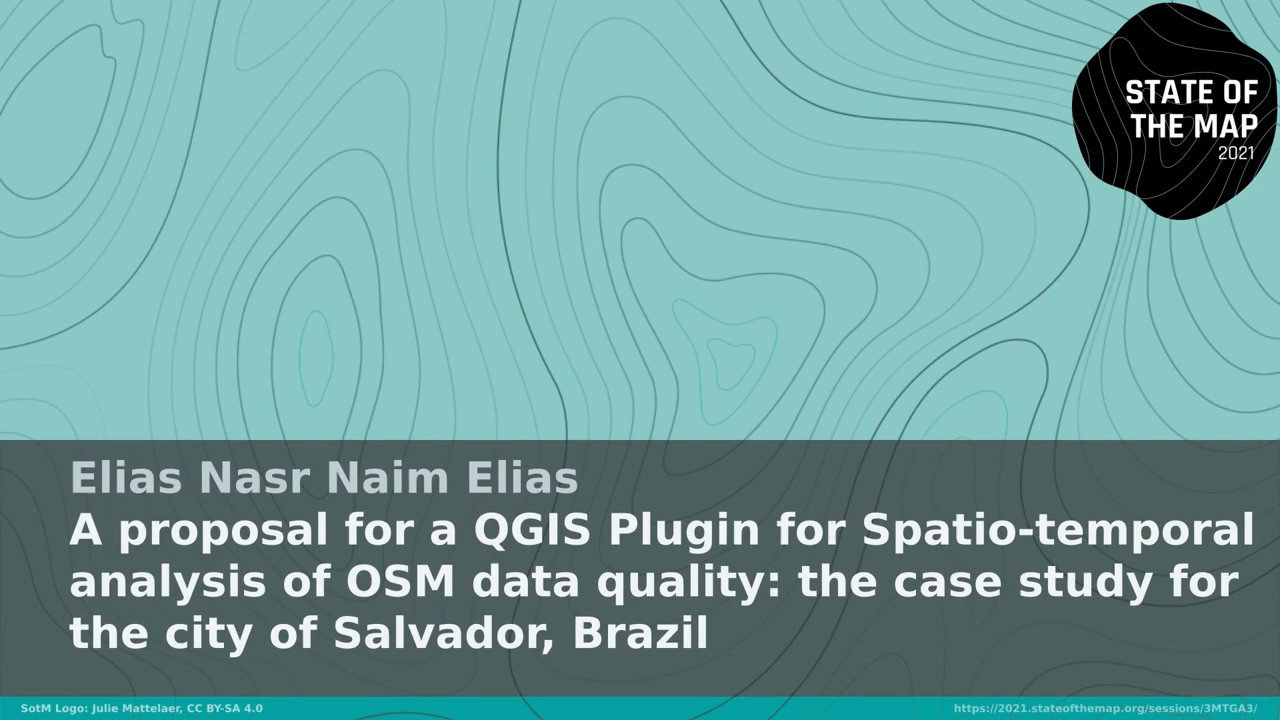 STATE OF
THE MAP
2021
Elias Nasr Naim Elias
A proposal for a QGIS Plugin for Spatio-temporal
analysis of OSM data quality: the case study for
the city of Salvador, Brazil
SotM Logo: Julie Mattelaer, CC BY-SA 4.0
https://2021.stateofthemap.org/sessions/3MTGA3/